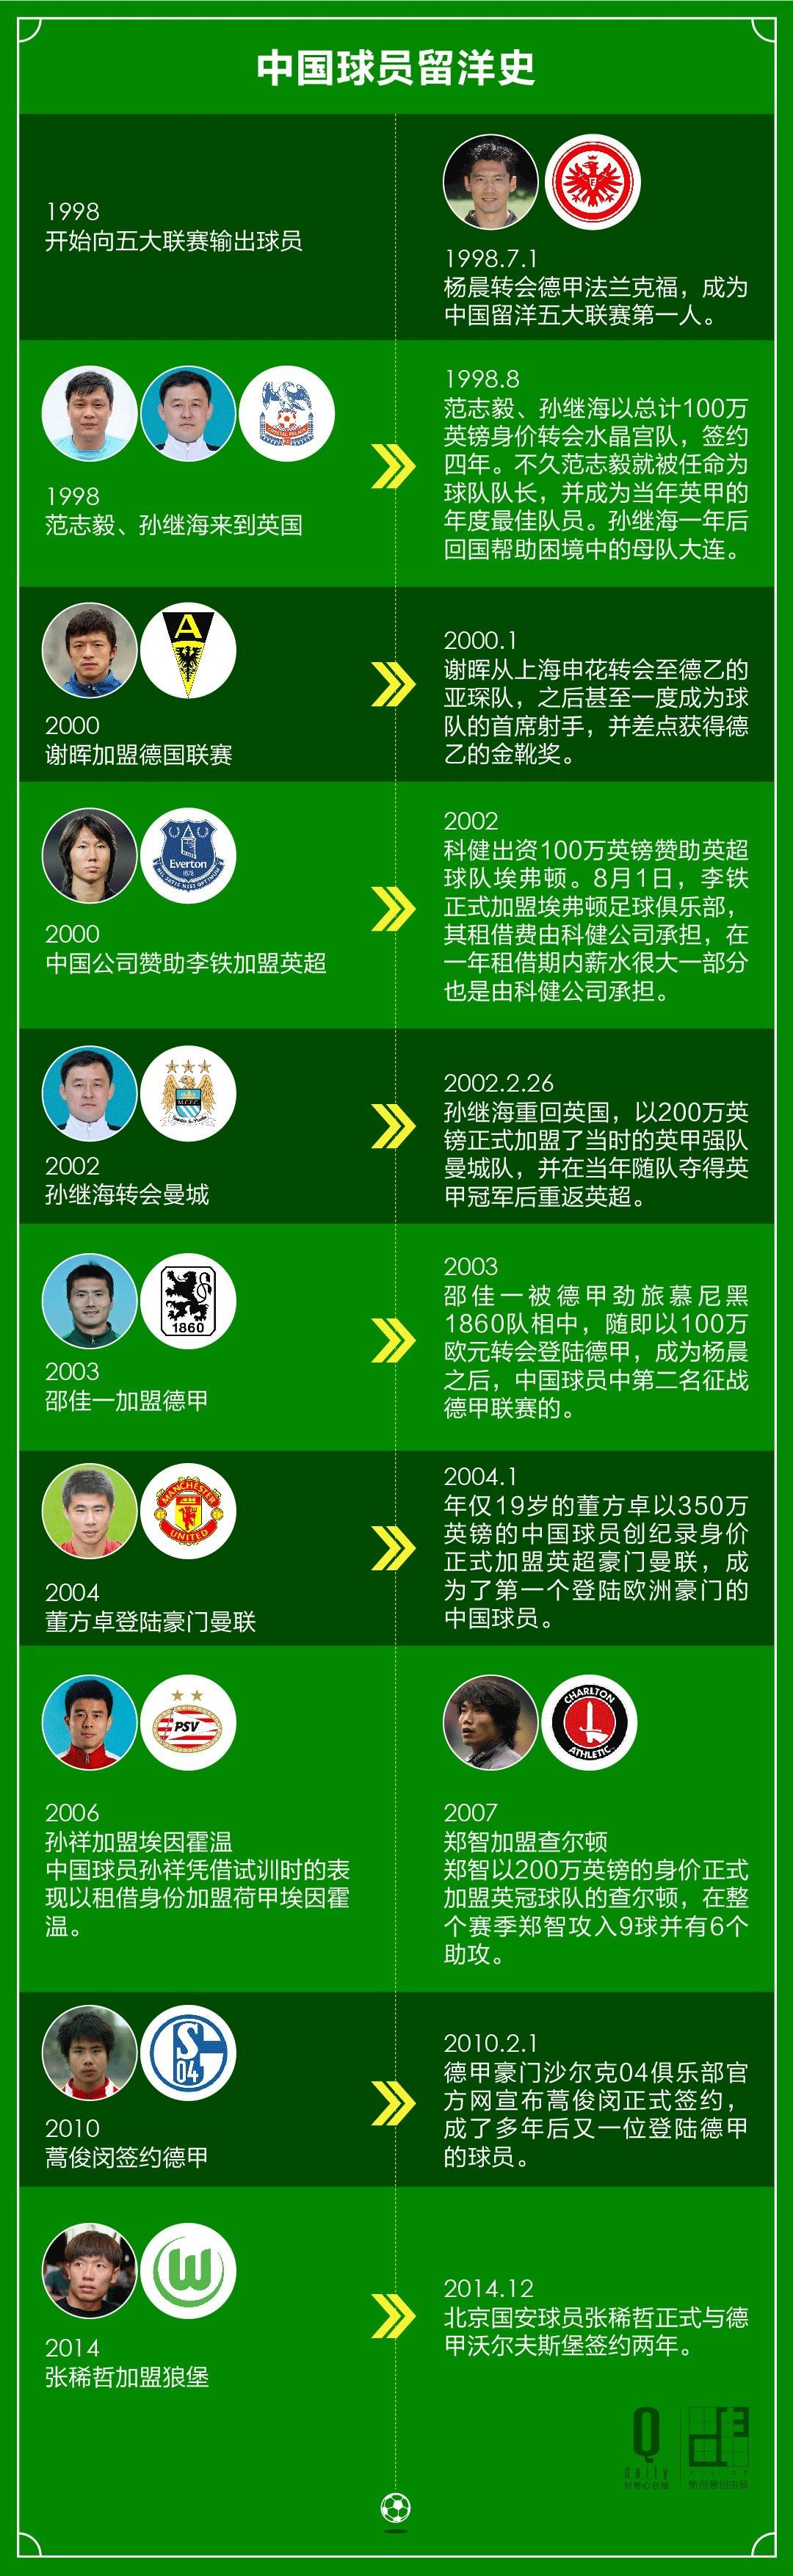 中国球员留洋史
1998
开始向五大联赛输出球员
1998.7.1
杨晨转会德甲法兰克福，成为
中国留洋五大联赛第一人。
CRYSTAL PALACE
1998
范志毅、孙继海来到英国
1998.8
范志毅、孙继海以总计100万
英镑身价转会水晶宫队，签约
四年。不久范志毅就被任命为
球队队长，并成为当年英甲的
年度最佳队员。孙继海一年后
回国帮助困境中的母队大连。
A
2000
谢晖加盟德国联赛
2000.1
谢晖从上海申花转会至德乙的
亚琛队，之后甚至一度成为球
队的首席射手，并差点获得德
乙的金靴奖。
Everton
1878
NIL SATIS NISI OPTIMUM
2000
中国公司赞助李铁加盟英超
2002
科健出资100万英镑赞助英超
球队埃弗顿。8月1日，李铁
正式加盟埃弗顿足球俱乐部，
其租借费由科健公司承担，在
一年租借期内薪水很大一部分
也是由科健公司承担。
M.C.F.C.
2002
孙继海转会曼城
2002.2.26
孙继海重回英国，以200万英
镑正式加盟了当时的英甲强队
曼城队，并在当年随队夺得英
甲冠军后重返英超。
1860
2003
邵佳一加盟德甲
2003
邵佳一被德甲劲旅慕尼黑
1860队相中，随即以100万
欧元转会登陆德甲，成为杨晨
之后，中国球员中第二名征战
德甲联赛的。
MANCHESTER
UNITED
2004
董方卓登陆豪门曼联
2004.1
年仅19岁的董方卓以350万
英镑的中国球员创纪录身价
正式加盟英超豪门曼联，成
为了第一个登陆欧洲豪门的
中国球员。
PSV
2006
孙祥加盟埃因霍温
中国球员孙祥凭借试训时的表
现以租借身份加盟荷甲埃因霍
温。
CHARLTON
ATHLETIC
2007
郑智加盟查尔顿
郑智以200万英镑的身价正式
加盟英冠球队的查尔顿，在整
个赛季郑智攻入9球并有6个
助攻。
S
04
2010
蒿俊闵签约德甲
2010.2.1
德甲豪门沙尔克04俱乐部官
方网宣布蒿俊闵正式签约，
成了多年后又一位登陆德甲
的球员。
W
2014
张稀哲加盟狼堡
2014.12
北京国安球员张稀哲正式与德
甲沃尔夫斯堡签约两年。
Q
daily
好奇心日报